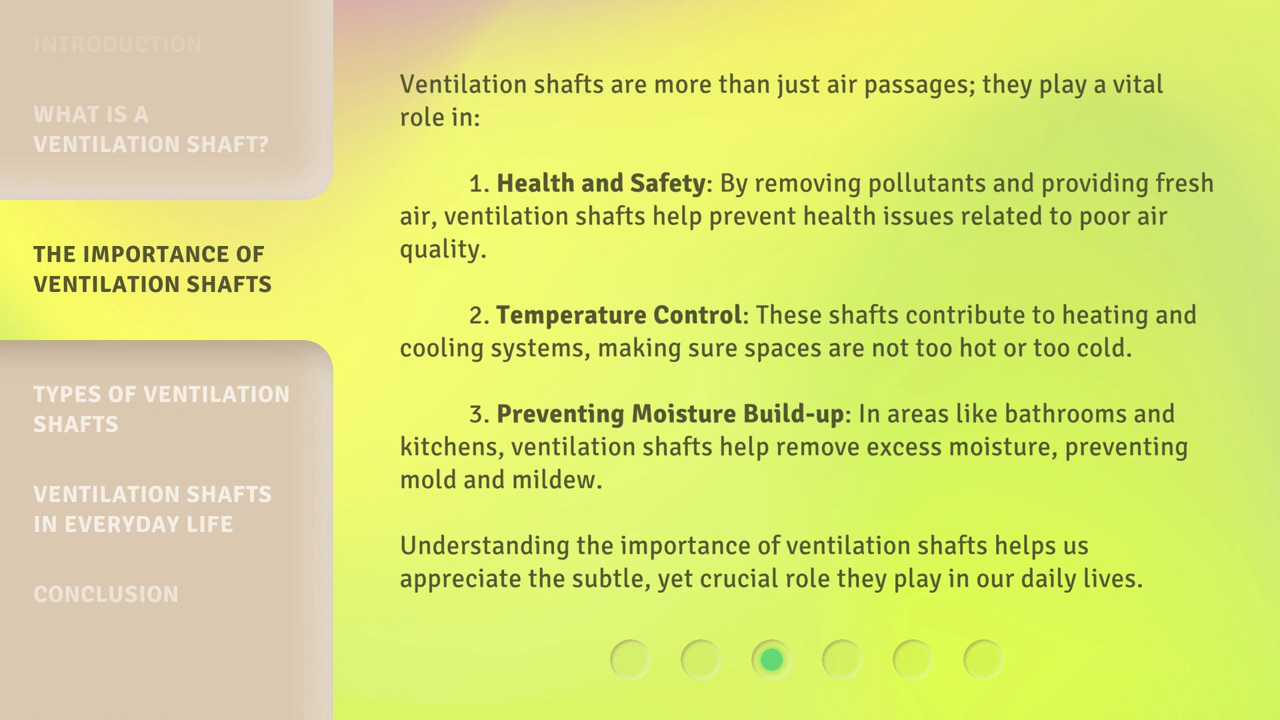 INTRODUCTION
WHAT IS A
VENTILATION SHAFT?
THE IMPORTANCE OF
VENTILATION SHAFTS
TYPES OF VENTILATION
SHAFTS
VENTILATION SHAFTS
IN EVERYDAY LIFE
CONCLUSION
Ventilation shafts are more than just air passages; they play a vital
role in:
1. Health and Safety: By removing pollutants and providing fresh
air, ventilation shafts help prevent health issues related to poor air
quality.
2. Temperature Control: These shafts contribute to heating and
cooling systems, making sure spaces are not too hot or too cold.
3. Preventing Moisture Build-up: In areas like bathrooms and
kitchens, ventilation shafts help remove excess moisture, preventing
mold and mildew.
Understanding the importance of ventilation shafts helps us
appreciate the subtle, yet crucial role they play in our daily lives.